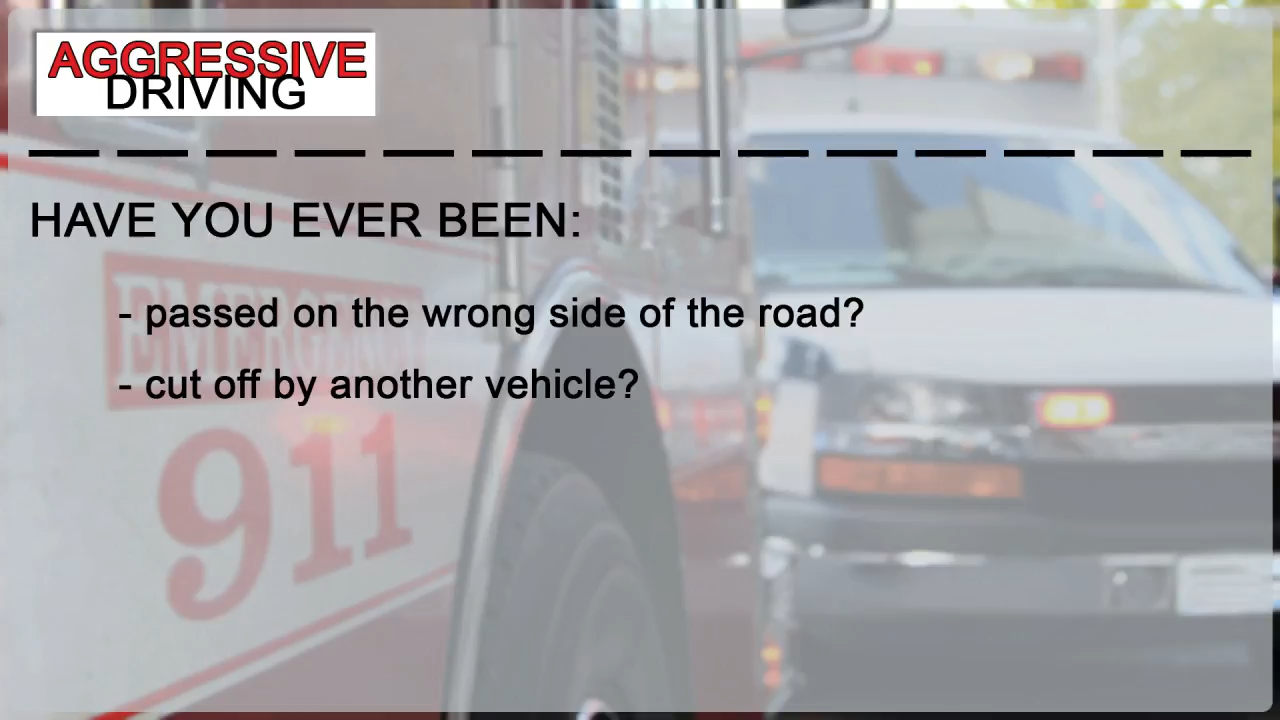 AGGRESSIVE
DRIVING
HAVE YOU EVER BEEN:
- passed on the wrong side of the road?
- cut off by another vehicle?
EMERGENCY
911